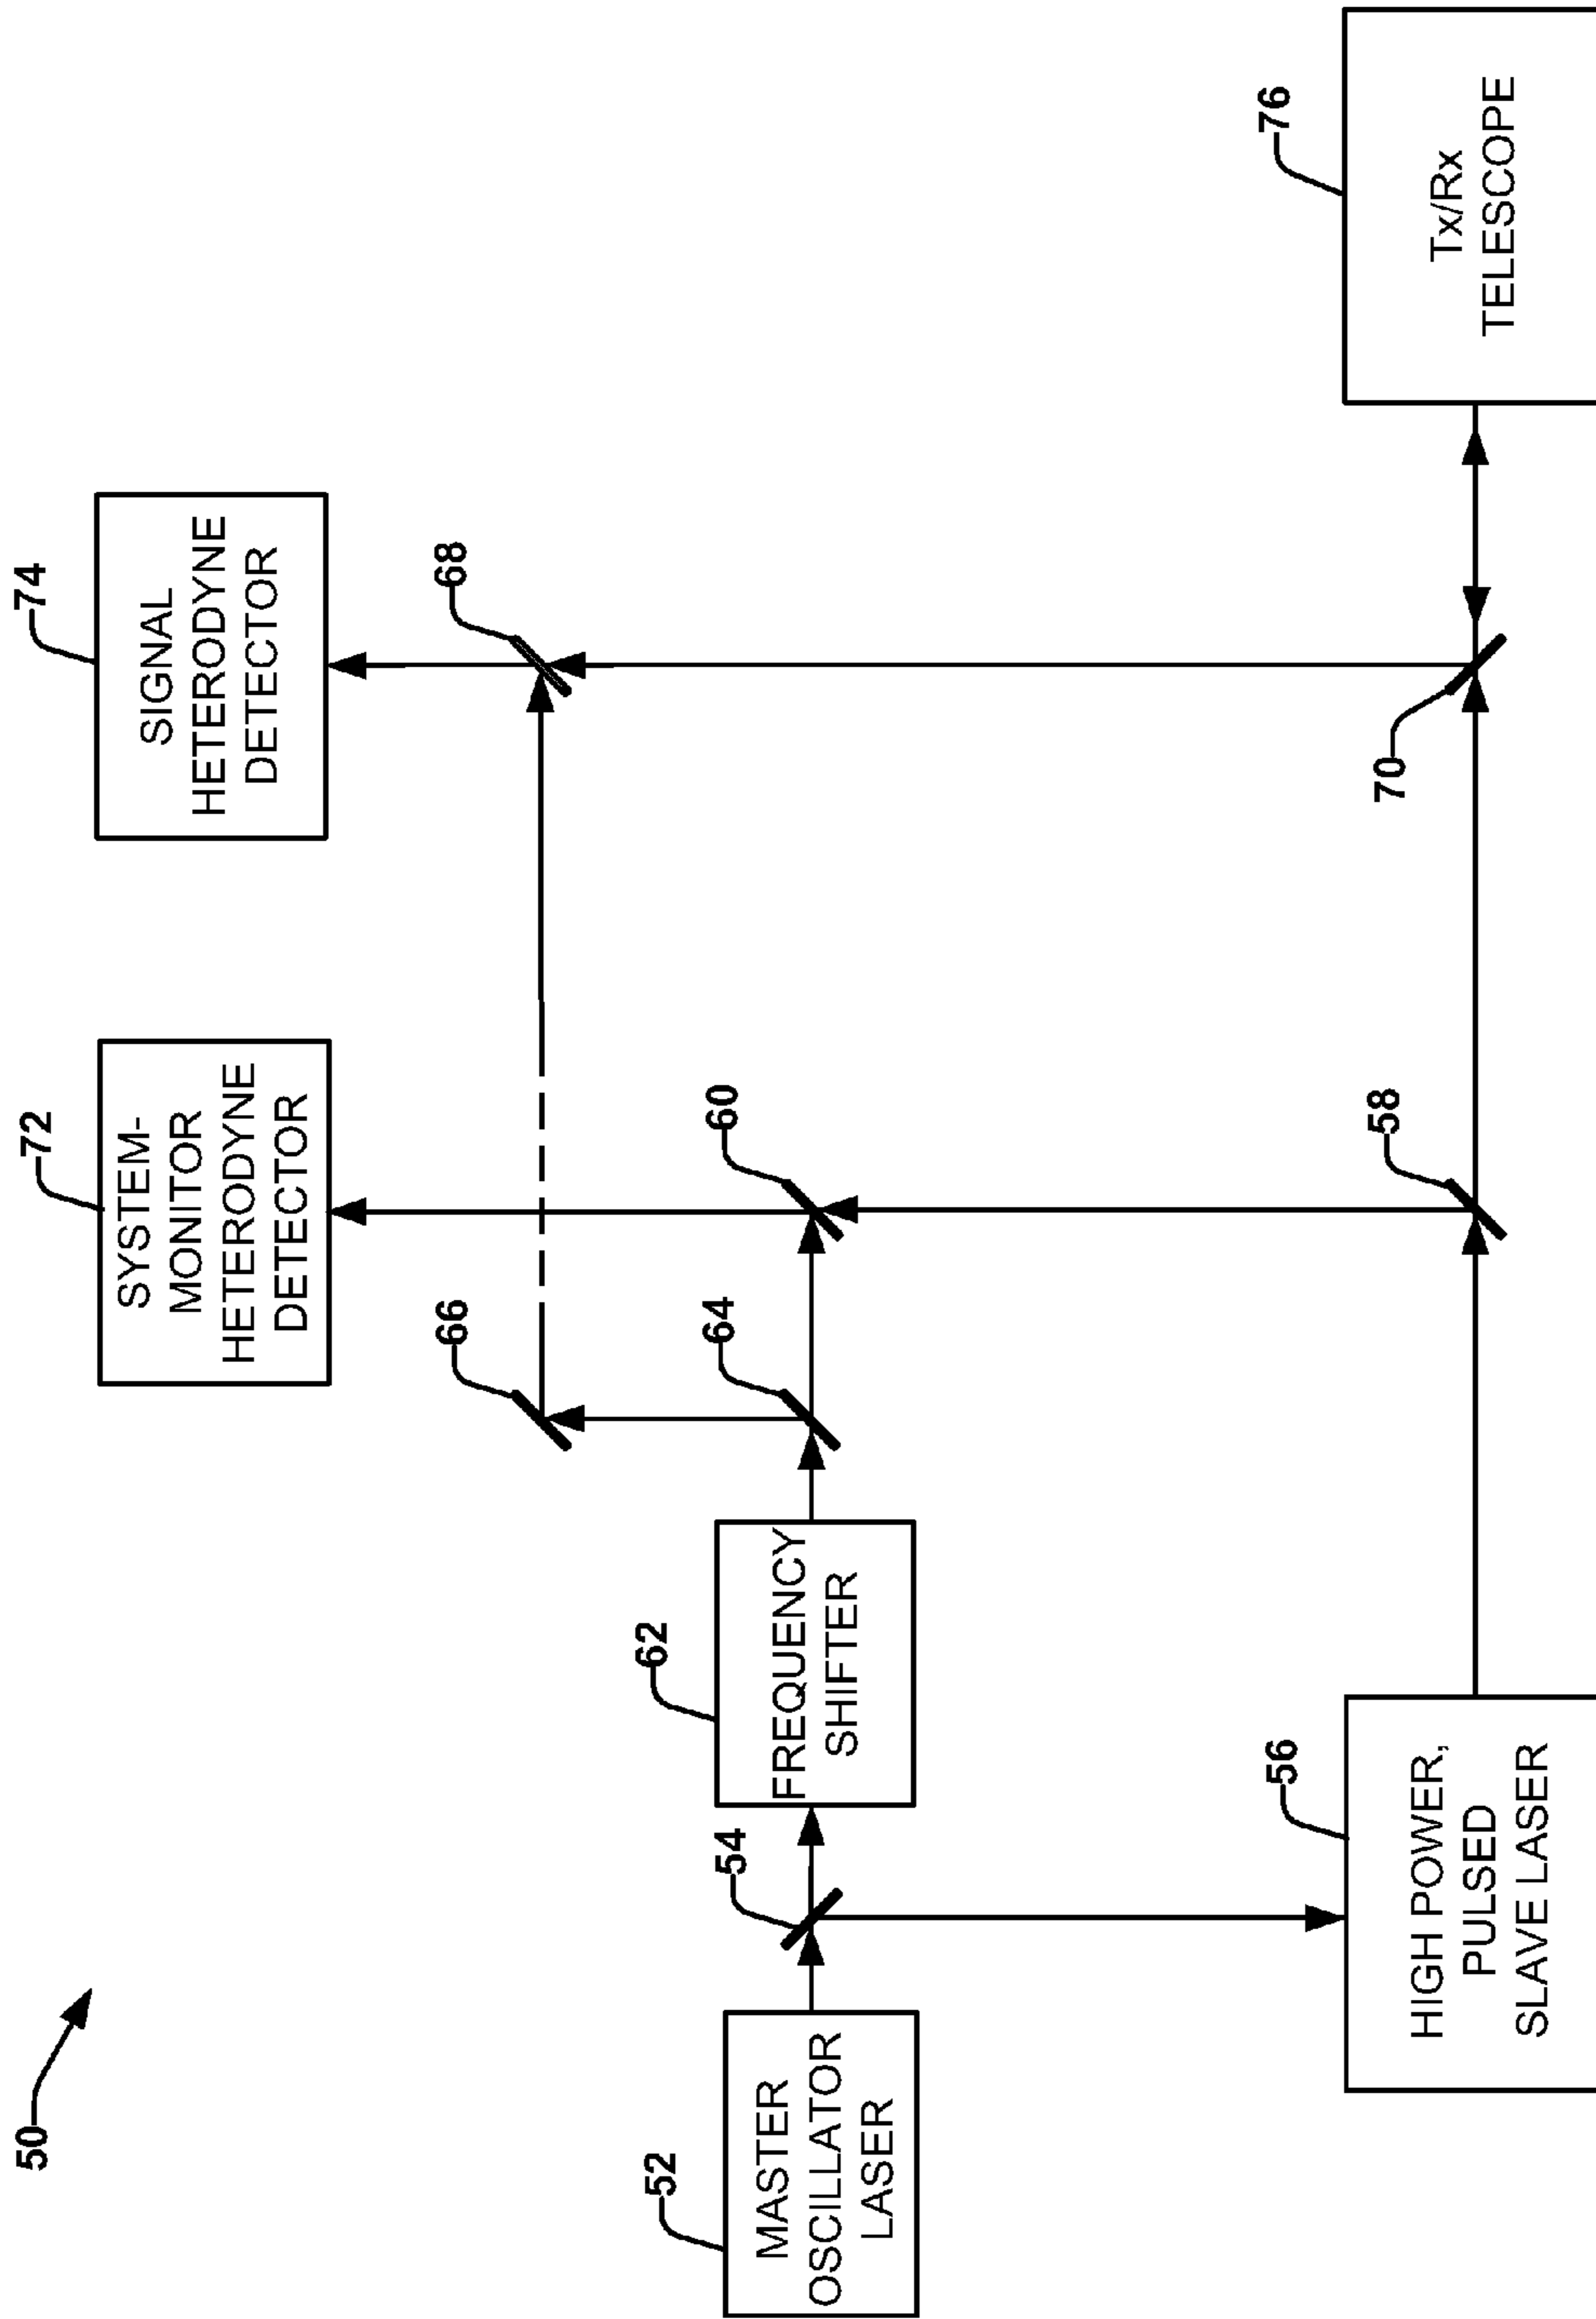 50
52
MASTER
OSCILLATOR
LASER
54
62
FREQUENCY
SHIFTER
64
66
60
72
SYSTEM-
MONITOR
HETERODYNE
DETECTOR
74
SIGNAL
HETERODYNE
DETECTOR
68
56
HIGH POWER,
PULSED
SLAVE LASER
58
70
76
Tx/Rx
TELESCOPE